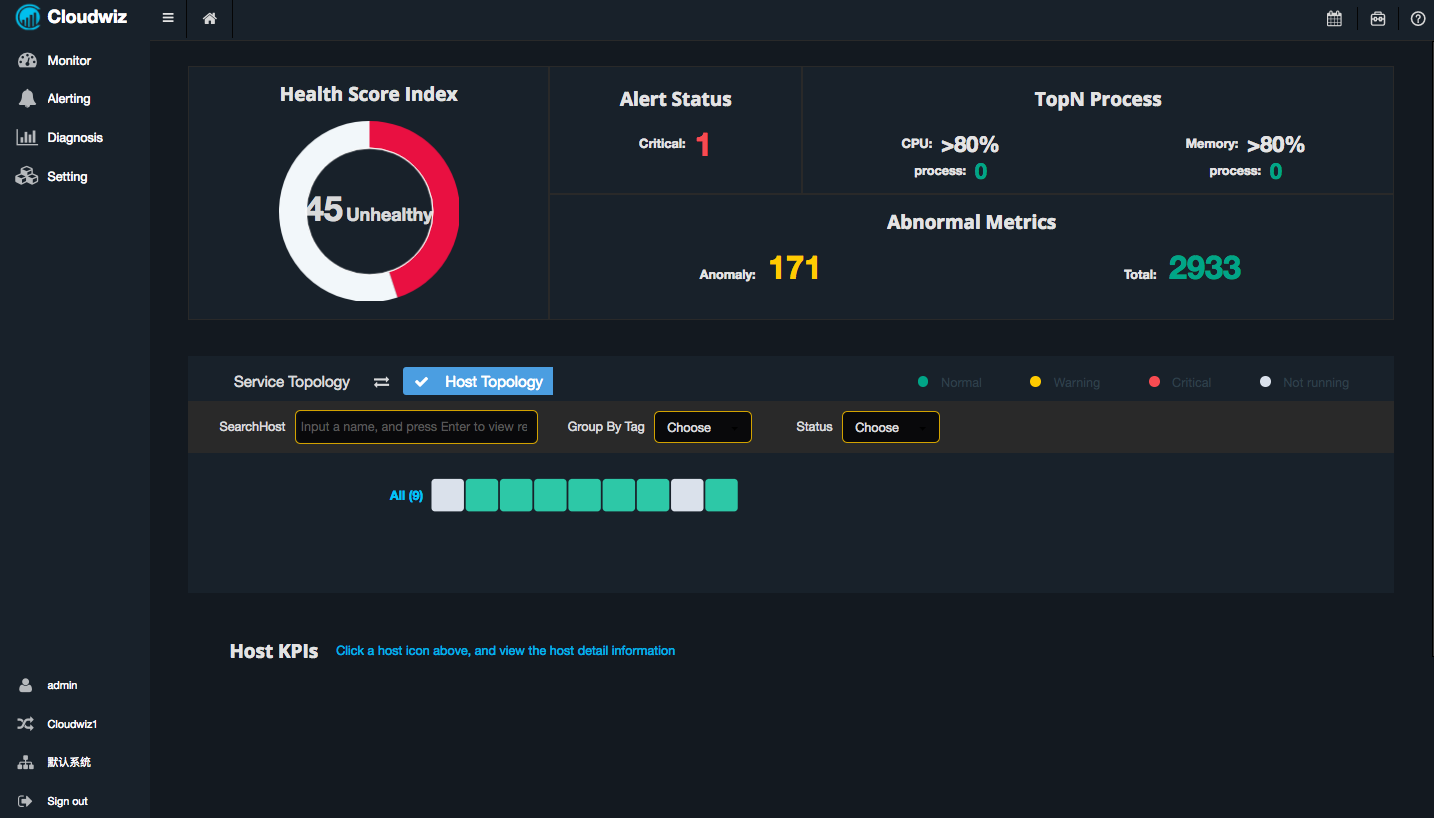 Cloudwiz
Monitor
Alerting
Diagnosis
Setting
Health Score Index
45 Unhealthy
Alert Status
Critical: 1
TopN Process
CPU: >80%
process: 0
Memory: >80%
process: 0
Abnormal Metrics
Anomaly: 171
Total: 2933
Service Topology
Host Topology
Normal
Warning
Critical
Not running
SearchHost
Input a name, and press Enter to view re
Group By Tag
Choose
Status
Choose
All (9)
Host KPIs
Click a host icon above, and view the host detail information
admin
Cloudwiz1
默认系统
Sign out